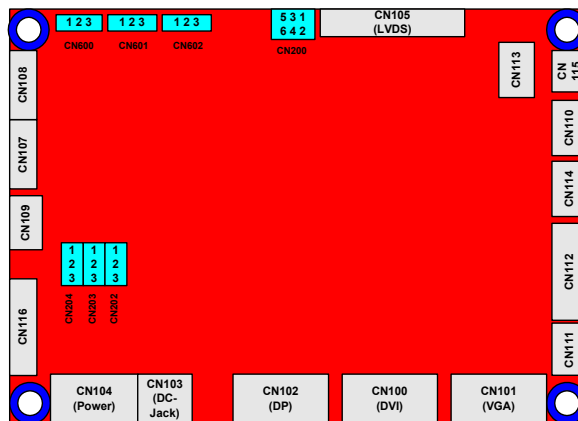 1 2 3
1 2 3
1 2 3
5 3 1
6 4 2
CN105
(LVDS)
CN600
CN601
CN602
CN200
CN108
CN113
CN
115
CN107
CN110
CN109
CN114
1
2
3
1
2
3
1
2
3
CN204
CN203
CN202
CN112
CN116
CN111
CN104
(Power)
CN103
(DC-
Jack)
CN102
(DP)
CN100
(DVI)
CN101
(VGA)